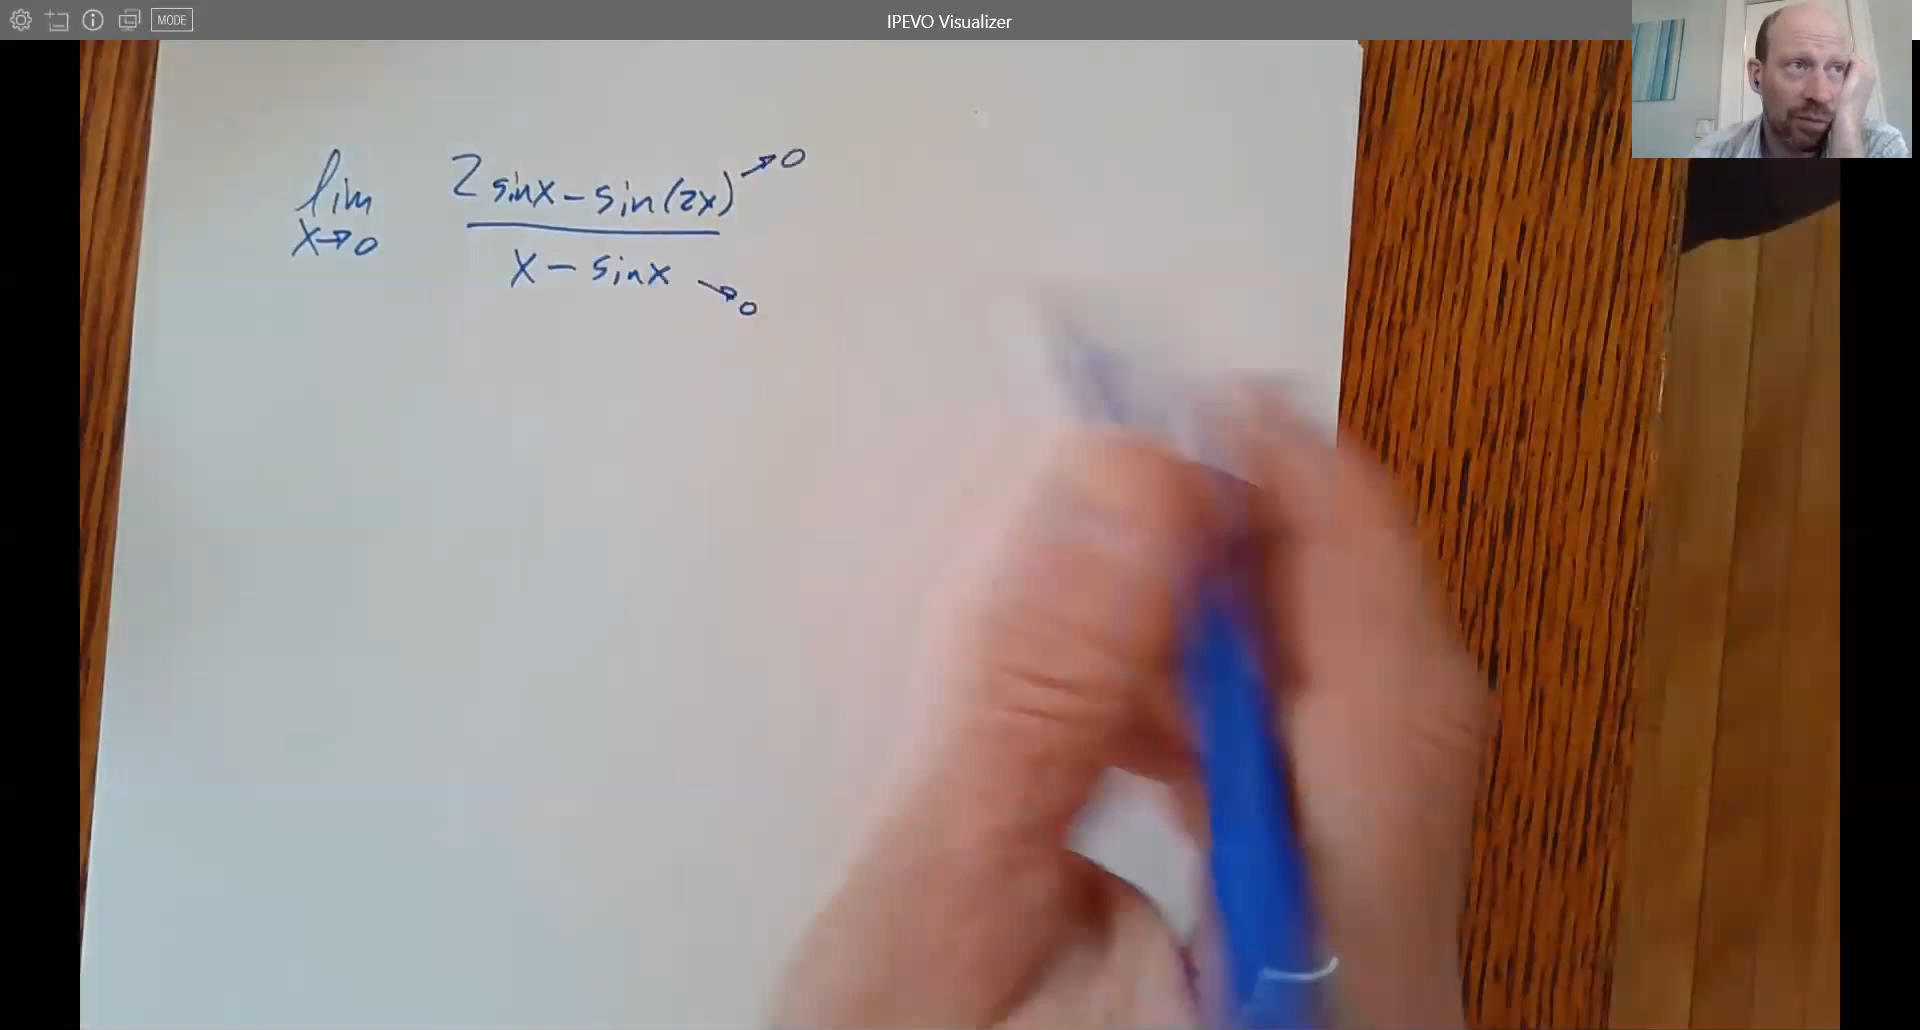 MODE
IPEVO Visualizer
lim 2 sinx - sin(2x) → 0
x→0 x - sinx → 0